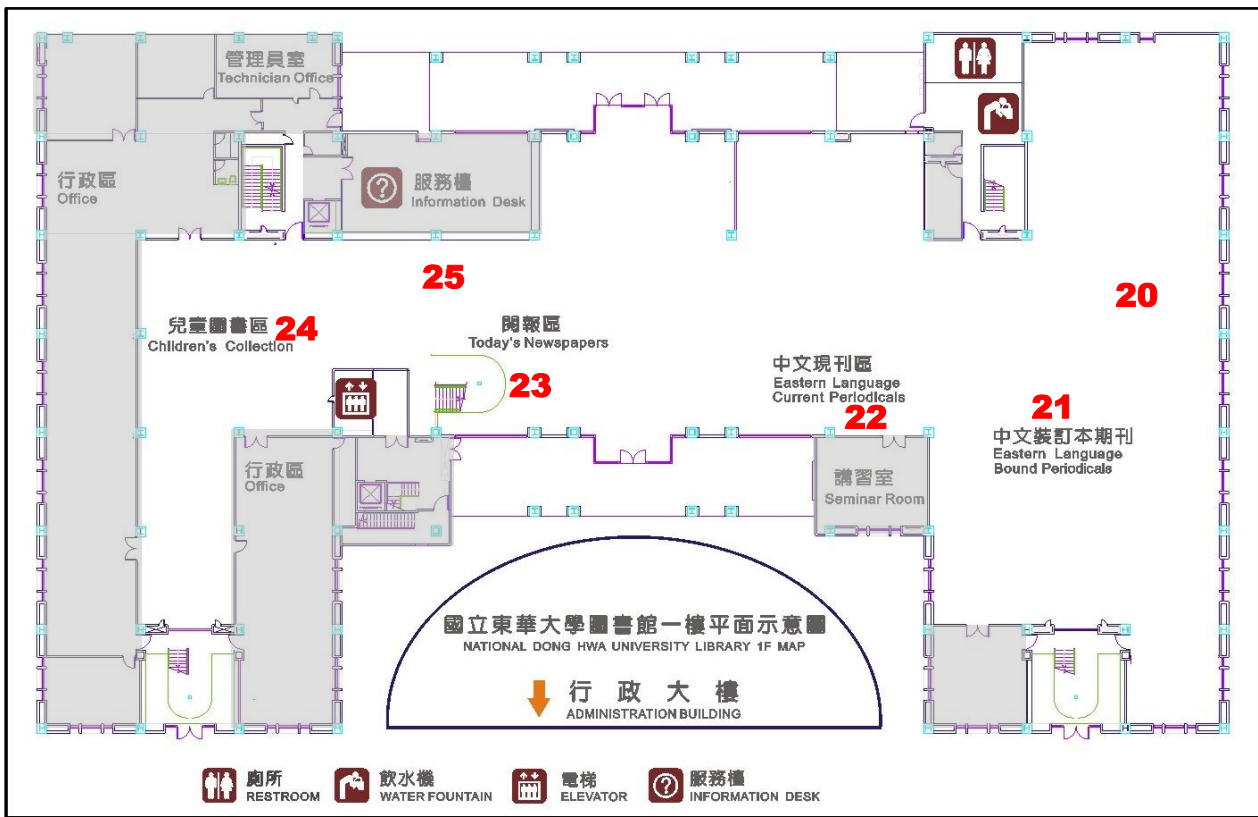 管理員室
Technician Office
行政區
Office
服務檯
Information Desk
25
20
兒童圖書區
Children's Collection
24
閱報區
Today's Newspapers
23
中文現刊區
Eastern Language
Current Periodicals
22
21
中文裝訂本期刊
Eastern Language
Bound Periodicals
行政區
Office
講習室
Seminar Room
國立東華大學圖書館一樓平面示意圖
NATIONAL DONG HWA UNIVERSITY LIBRARY 1F MAP
行政大樓
ADMINISTRATION BUILDING
廁所
RESTROOM
飲水機
WATER FOUNTAIN
電梯
ELEVATOR
服務檯
INFORMATION DESK